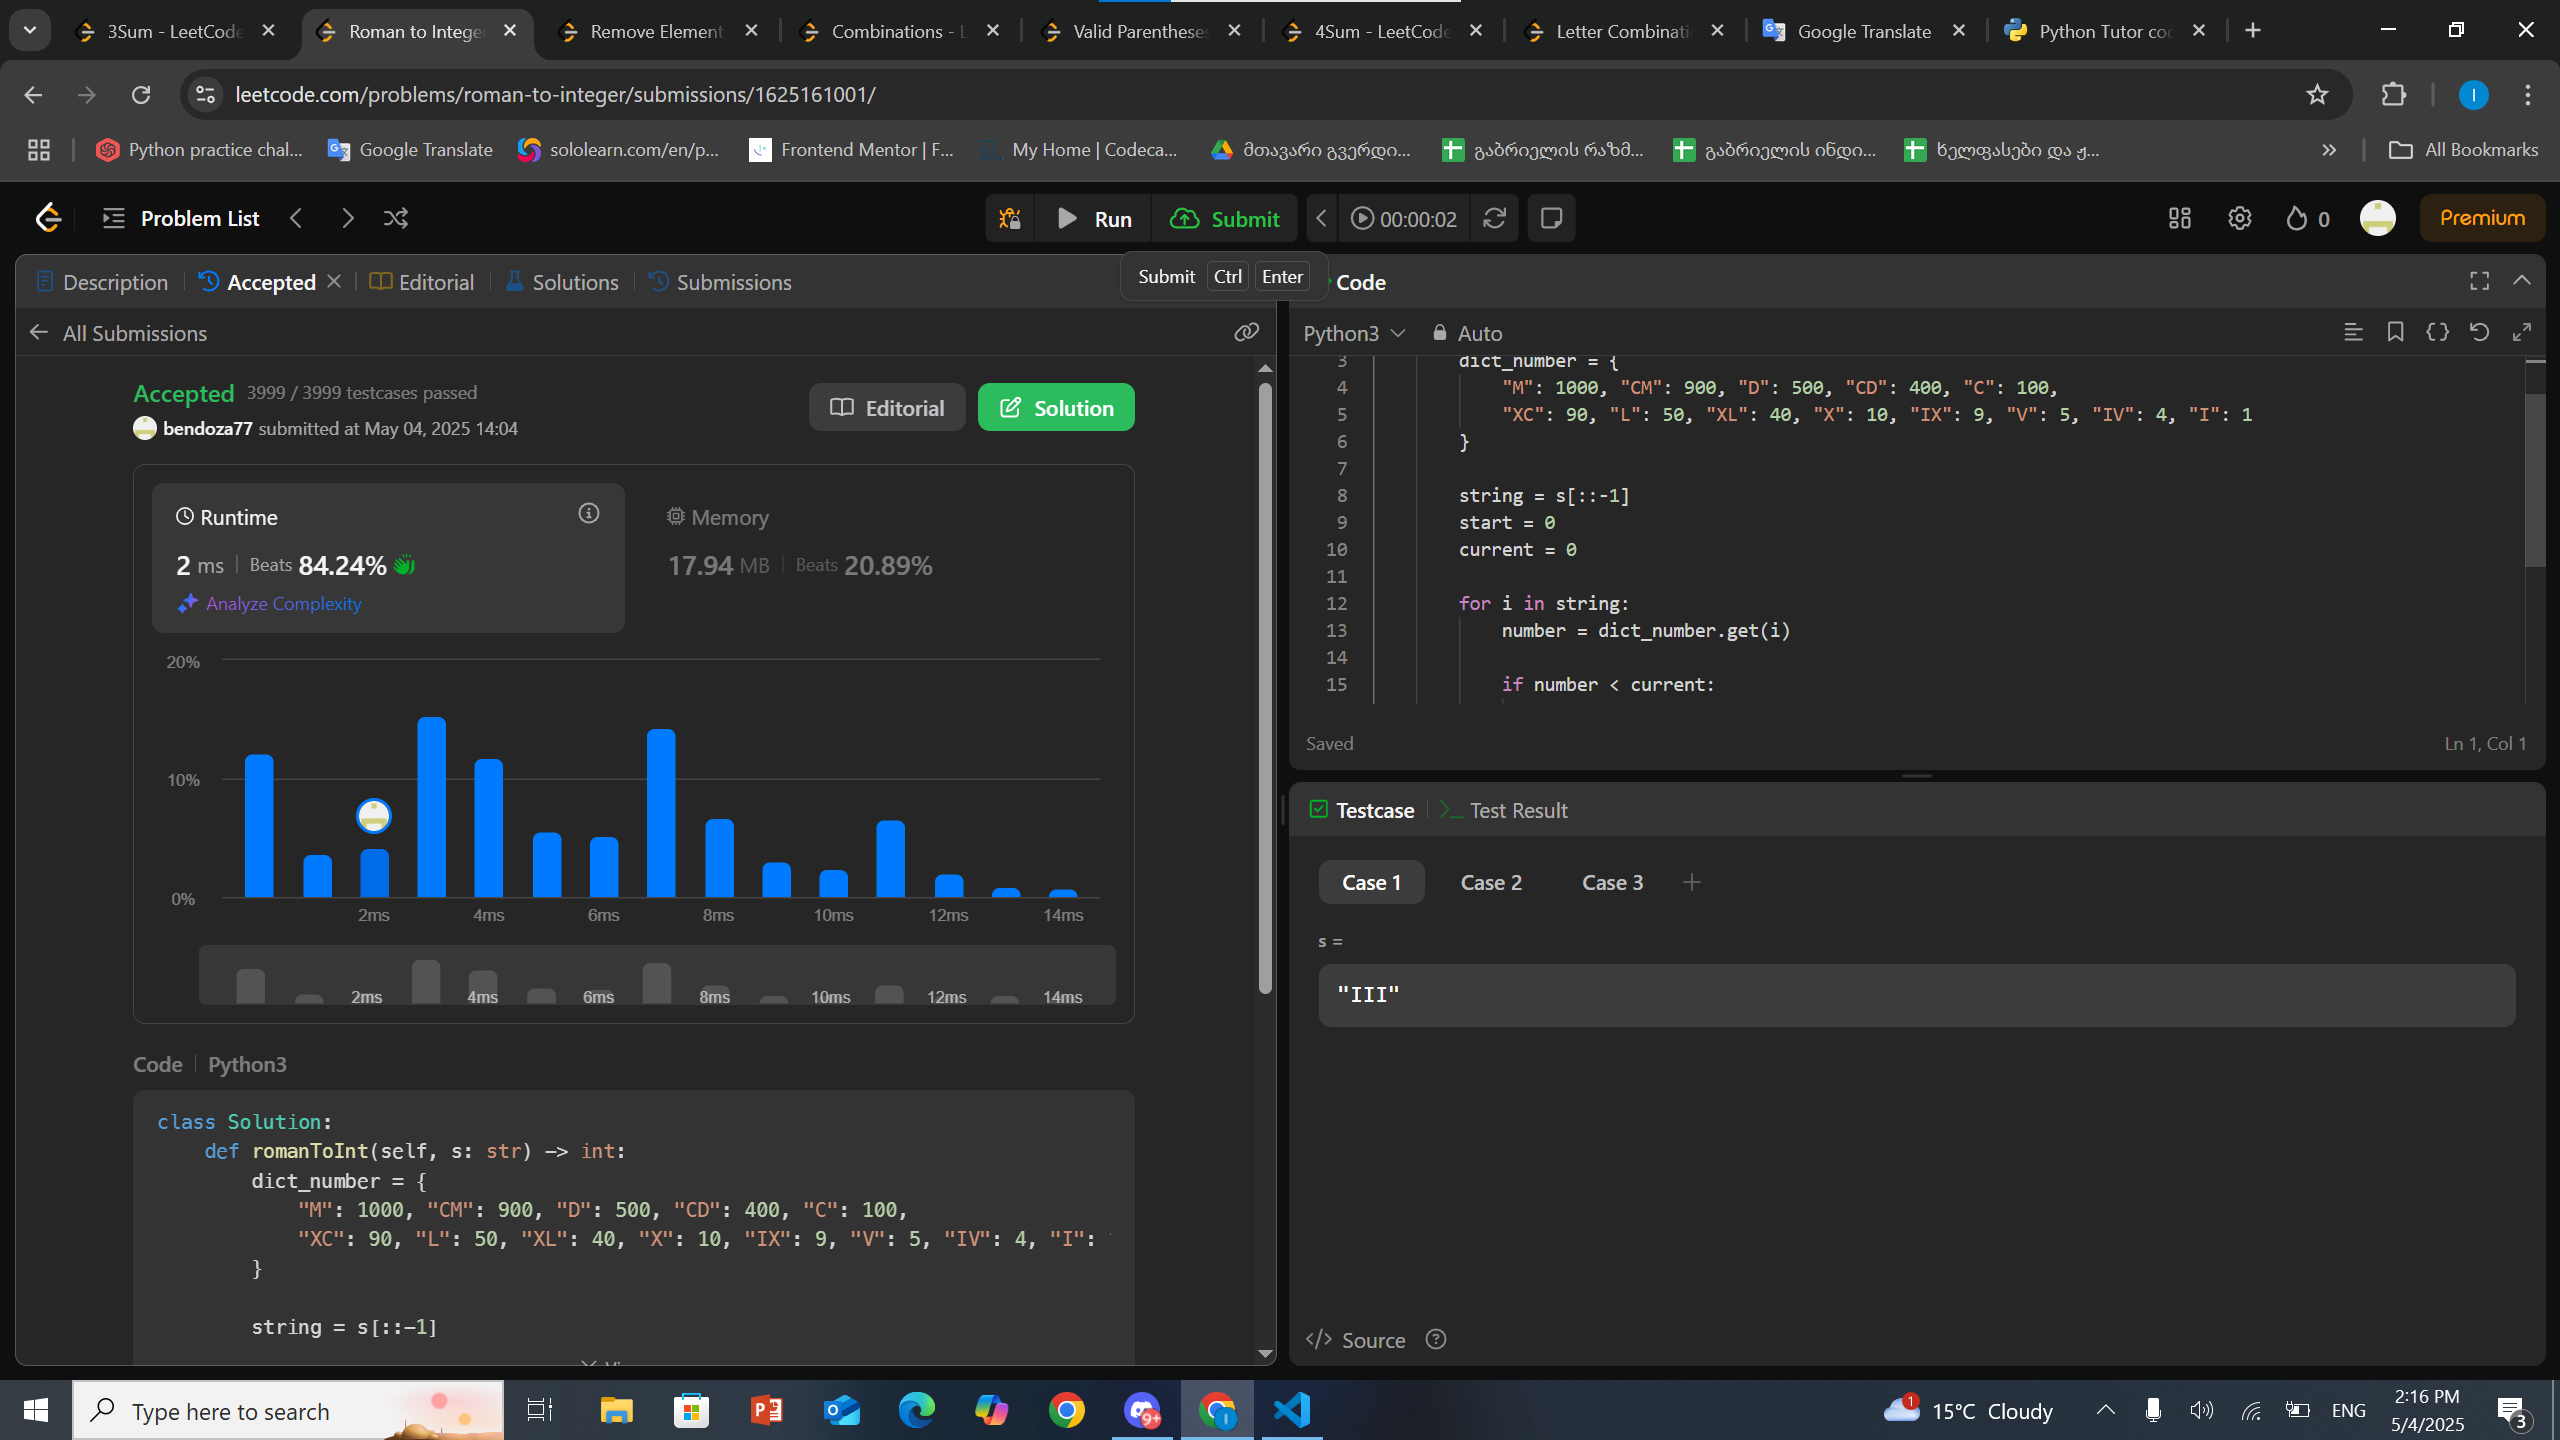 3Sum - LeetCode
Roman to Intege
Remove Element
Combinations - L
Valid Parentheses
4Sum - LeetCode
Letter Combinati
Google Translate
Python Tutor coc
leetcode.com/problems/roman-to-integer/submissions/1625161001/
I
Python practice chal...
Google Translate
sololearn.com/en/p...
Frontend Mentor | F...
My Home | Codeca...
მთავარი გვერდი...
გაბრიელის რაზმ...
გაბრიელის ინდი...
ხელფასები და ჟ...
All Bookmarks
Problem List
Run
Submit
00:00:02
0
Premium
Description
Accepted
Editorial
Solutions
Submissions
Submit Ctrl Enter
Code
All Submissions
Python3
Auto
Accepted 3999 / 3999 testcases passed
bendoza77 submitted at May 04, 2025 14:04
Editorial
Solution
Runtime
2 ms | Beats 84.24%
Analyze Complexity
Memory
17.94 MB | Beats 20.89%
20%
10%
0%
2ms 4ms 6ms 8ms 10ms 12ms 14ms
2ms 4ms 6ms 8ms 10ms 12ms 14ms
Code | Python3
class Solution:
def romanToInt(self, s: str) -> int:
dict_number = {
"M": 1000, "CM": 900, "D": 500, "CD": 400, "C": 100,
"XC": 90, "L": 50, "XL": 40, "X": 10, "IX": 9, "V": 5, "IV": 4, "I":
}
string = s[::-1]
3 dict_number = {
4 "M": 1000, "CM": 900, "D": 500, "CD": 400, "C": 100,
5 "XC": 90, "L": 50, "XL": 40, "X": 10, "IX": 9, "V": 5, "IV": 4, "I": 1
6 }
7
8 string = s[::-1]
9 start = 0
10 current = 0
11
12 for i in string:
13 number = dict_number.get(i)
14
15 if number < current:
Saved
Ln 1, Col 1
Testcase
Test Result
Case 1
Case 2
Case 3
s =
"III"
Source
Type here to search
9+
1
15°C Cloudy
ENG
2:16 PM
5/4/2025
3